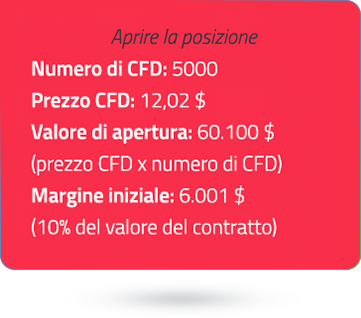 Aprire la posizione
Numero di CFD: 5000
Prezzo CFD: 12,02 $
Valore di apertura: 60.100 $
(prezzo CFD x numero di CFD)
Margine iniziale: 6.001 $
(10% del valore del contratto)